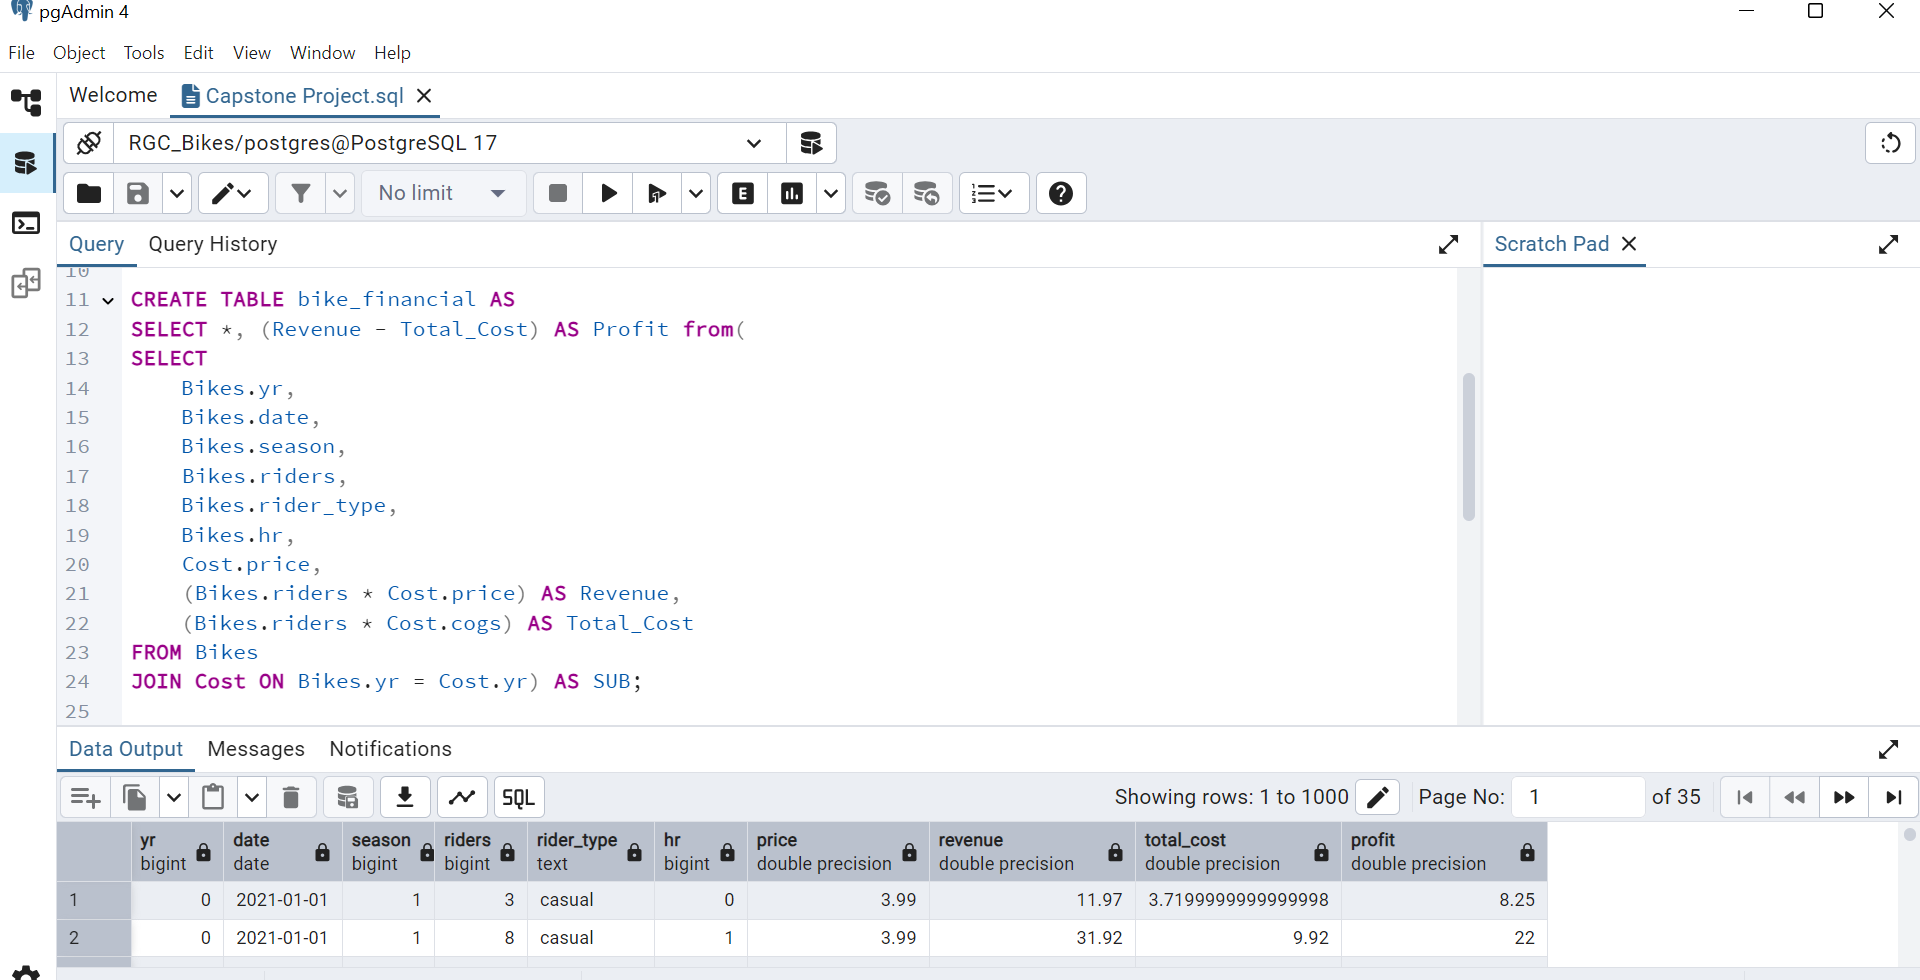 pgAdmin 4
File Object Tools Edit View Window Help
Welcome Capstone Project.sql
RGC_Bikes/postgres@PostgreSQL 17
No limit E
Query Query History Scratch Pad
10
11 CREATE TABLE bike_financial AS
12 SELECT *, (Revenue - Total_Cost) AS Profit from(
13 SELECT
14 Bikes.yr,
15 Bikes.date,
16 Bikes.season,
17 Bikes.riders,
18 Bikes.rider_type,
19 Bikes.hr,
20 Cost.price,
21 (Bikes.riders * Cost.price) AS Revenue,
22 (Bikes.riders * Cost.cogs) AS Total_Cost
23 FROM Bikes
24 JOIN Cost ON Bikes.yr = Cost.yr) AS SUB;
25
Data Output Messages Notifications
SQL Showing rows: 1 to 1000 Page No: 1 of 35
yr date season riders rider_type hr price revenue total_cost profit
bigint date bigint bigint text bigint double precision double precision double precision double precision
1 0 2021-01-01 1 3 casual 0 3.99 11.97 3.7199999999999998 8.25
2 0 2021-01-01 1 8 casual 1 3.99 31.92 9.92 22